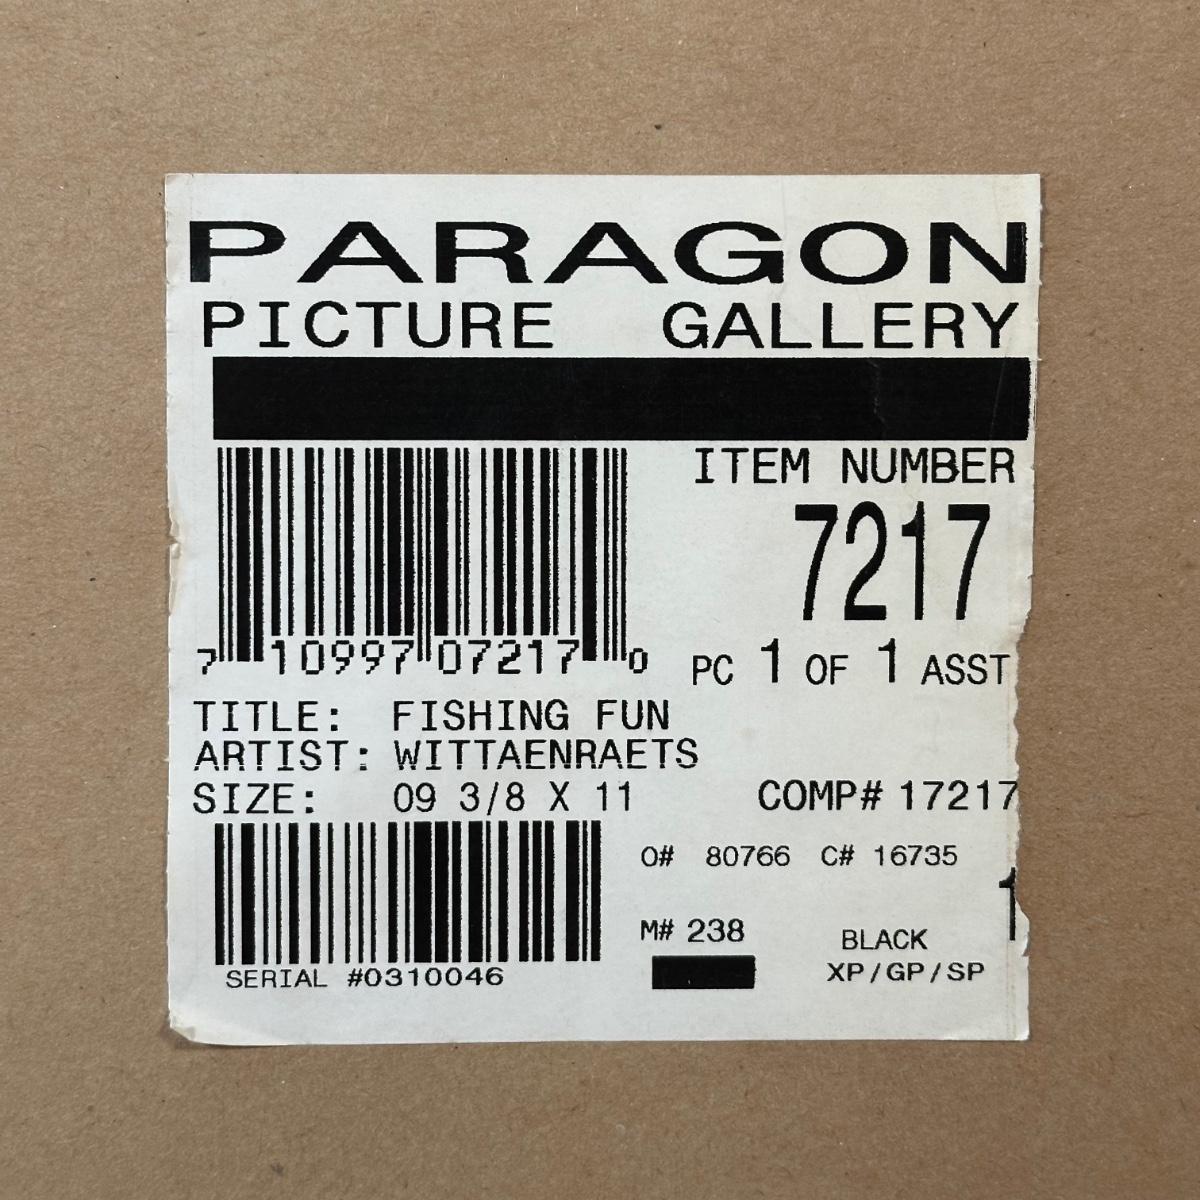 PARAGON
PICTURE GALLERY
ITEM NUMBER
7217
7 10997 07217 0
PC 1 OF 1 ASST
TITLE: FISHING FUN
ARTIST: WITTAENRAETS
SIZE: 09 3/8 X 11
COMP# 17217
O# 80766 C# 16735
1
M# 238
BLACK
XP/GP/SP
SERIAL #0310046